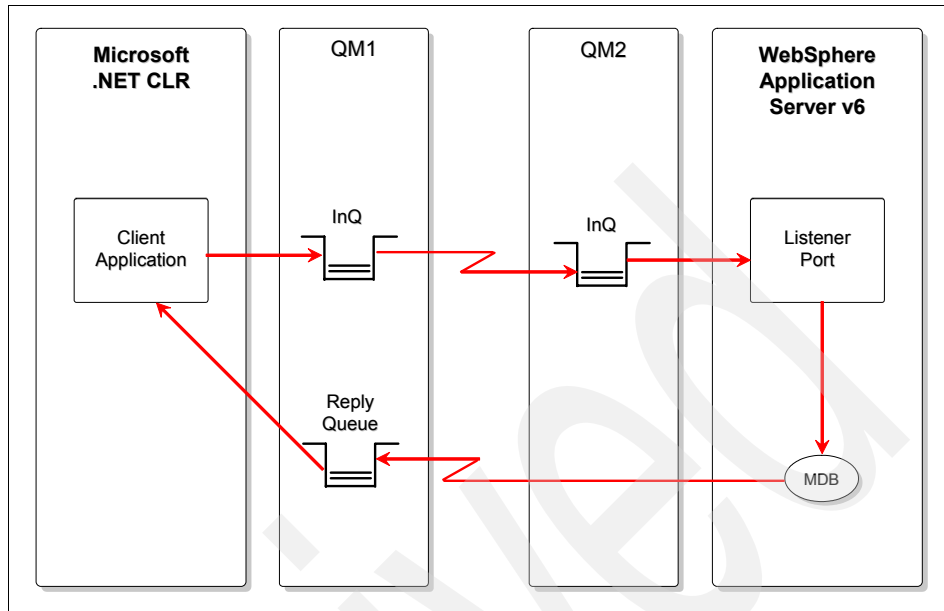 Microsoft
.NET CLR
QM1
QM2
WebSphere
Application
Server v6
Client
Application
InQ
InQ
Listener
Port
Reply
Queue
MDB